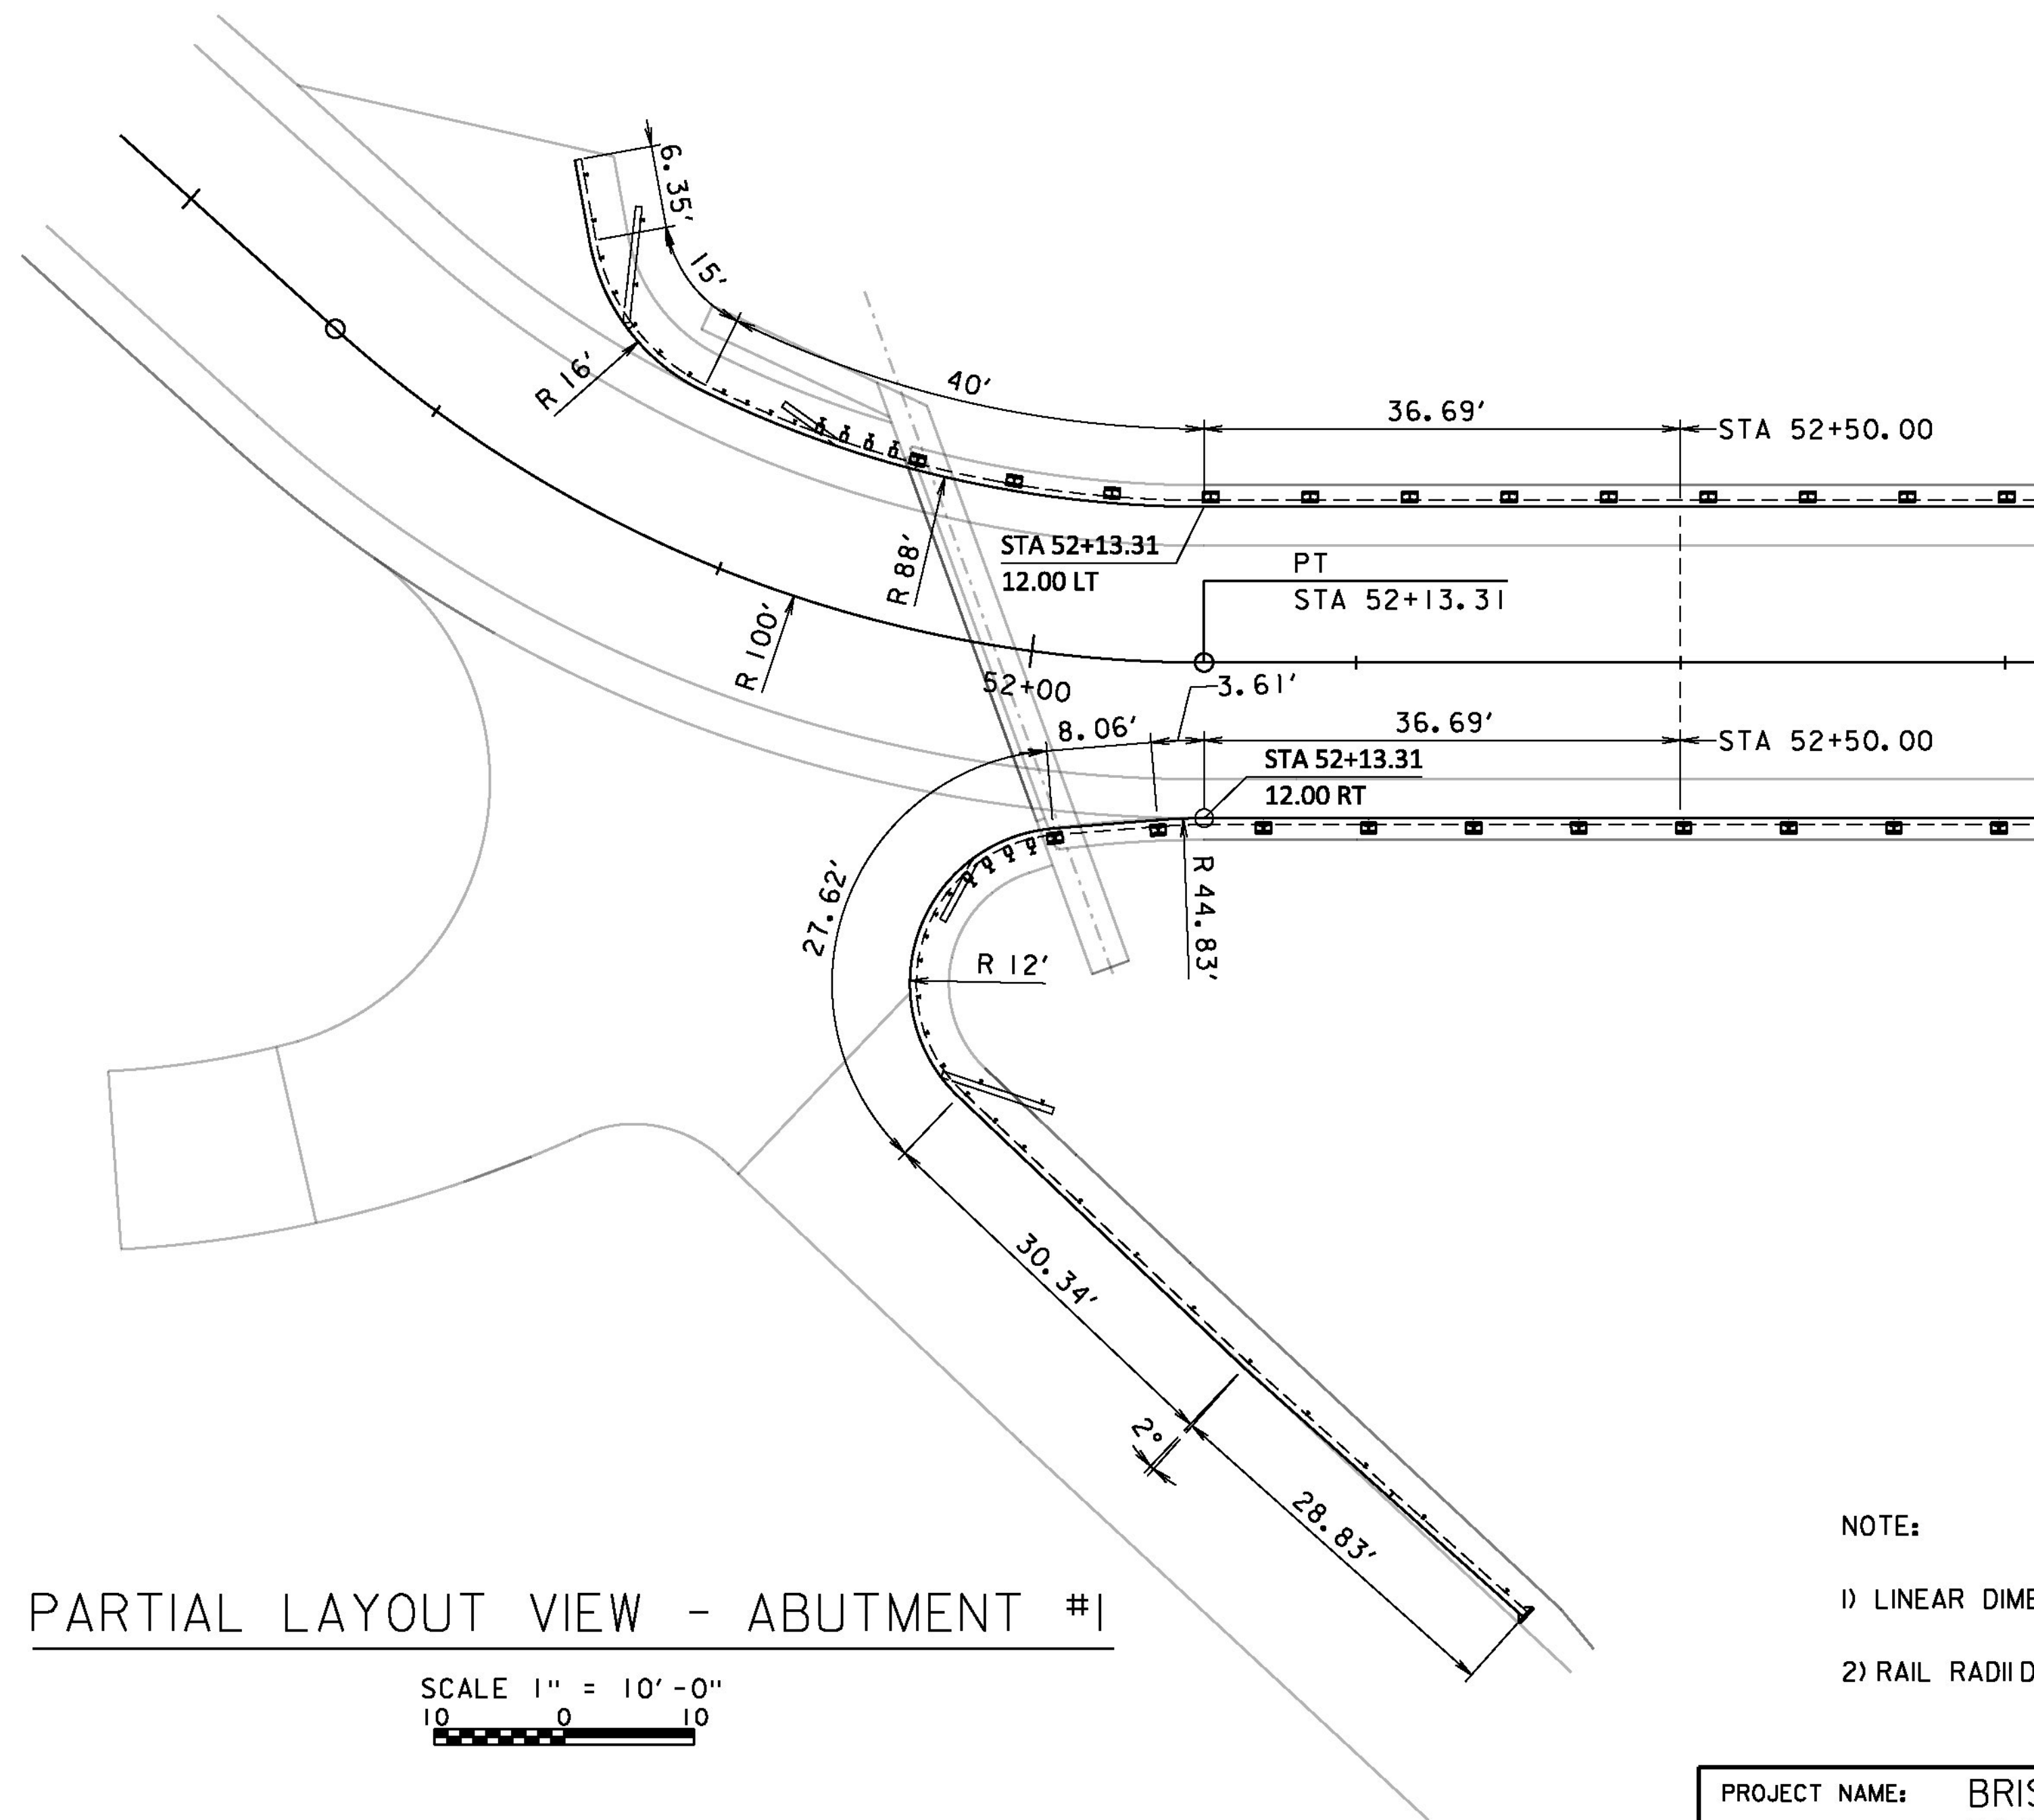 6.35'
15'
R 16'
40'
36.69'
STA 52+50.00
R 88'
STA 52+13.31
12.00 LT
PT
STA 52+13.31
R 100'
52+00
3.61'
8.06'
36.69'
STA 52+50.00
STA 52+13.31
12.00 RT
27.62'
R 44.83'
R 12'
30.34'
2°
28.83'
NOTE:
1) LINEAR DIME
2) RAIL RADII D
PARTIAL LAYOUT VIEW - ABUTMENT #1
SCALE 1" = 10'-0"
10 0 10
PROJECT NAME: BRIS